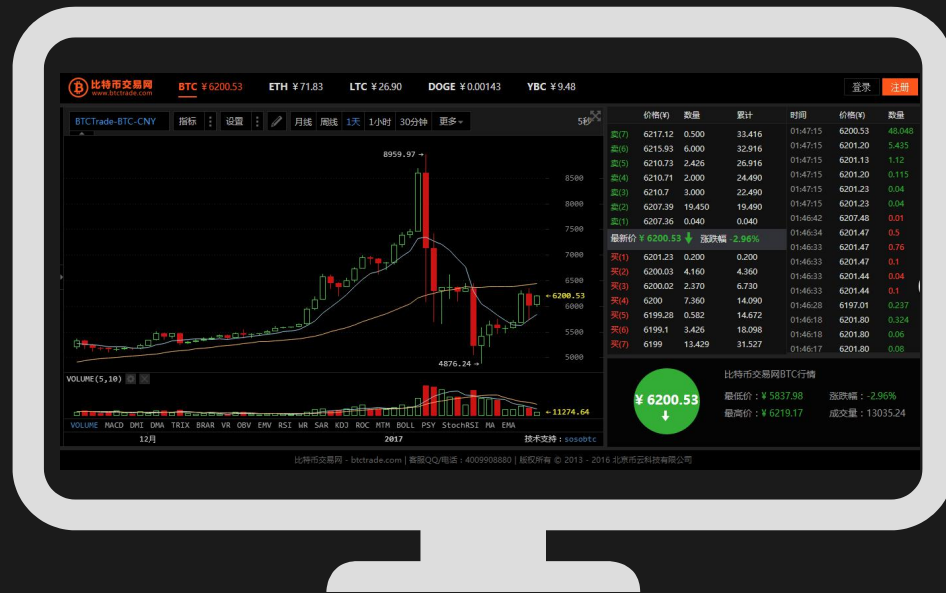 比特币交易网 BTC ¥6200.53 ETH ¥71.83 LTC ¥26.90 DOGE ¥0.00143 YBC ¥9.48 登录 注册
www.btctrade.com
BTCTrade-BTC-CNY 指标 设置 月线 周线 1天 1小时 30分钟 更多 5秒
8959.97
8500
8000
7500
7000
6500
6200.53
6000
5500
5000
4876.24
VOLUME(5,10)
11274.64
VOLUME MACD DMI DMA TRIX BRAR VR OBV EMV RSI WR SAR KDJ ROC MTM BOLL PSY StochRSI MA EMA
12月 2017 技术支持：sosobtc
价格(¥) 数量 累计
卖(7) 6217.12 0.500 33.416
卖(6) 6215.93 6.000 32.916
卖(5) 6210.73 2.426 26.916
卖(4) 6210.71 2.000 24.490
卖(3) 6210.7 3.000 22.490
卖(2) 6207.39 19.450 19.490
卖(1) 6207.36 0.040 0.040
最新价 ¥ 6200.53 涨跌幅 -2.96%
买(1) 6201.23 0.200 0.200
买(2) 6200.03 4.160 4.360
买(3) 6200.02 2.370 6.730
买(4) 6200 7.360 14.090
买(5) 6199.28 0.582 14.672
买(6) 6199.1 3.426 18.098
买(7) 6199 13.429 31.527
时间 价格(¥) 数量
01:47:15 6200.53 48.048
01:47:15 6201.20 5.435
01:47:15 6201.13 1.12
01:47:15 6201.20 0.115
01:47:15 6201.23 0.04
01:47:15 6201.23 0.04
01:46:42 6207.48 0.01
01:46:34 6201.47 0.5
01:46:33 6201.47 0.76
01:46:33 6201.47 0.1
01:46:33 6201.44 0.04
01:46:33 6201.44 0.1
01:46:28 6197.01 0.237
01:46:18 6201.80 0.324
01:46:18 6201.80 0.06
01:46:17 6201.80 0.08
¥ 6200.53
比特币交易网BTC行情
最低价：¥ 5837.98 涨跌幅：-2.96%
最高价：¥ 6219.17 成交量：13035.24
比特币交易网 - btctrade.com | 客服QQ/电话：4009908880 | 版权所有 © 2013 - 2016 北京币云科技有限公司